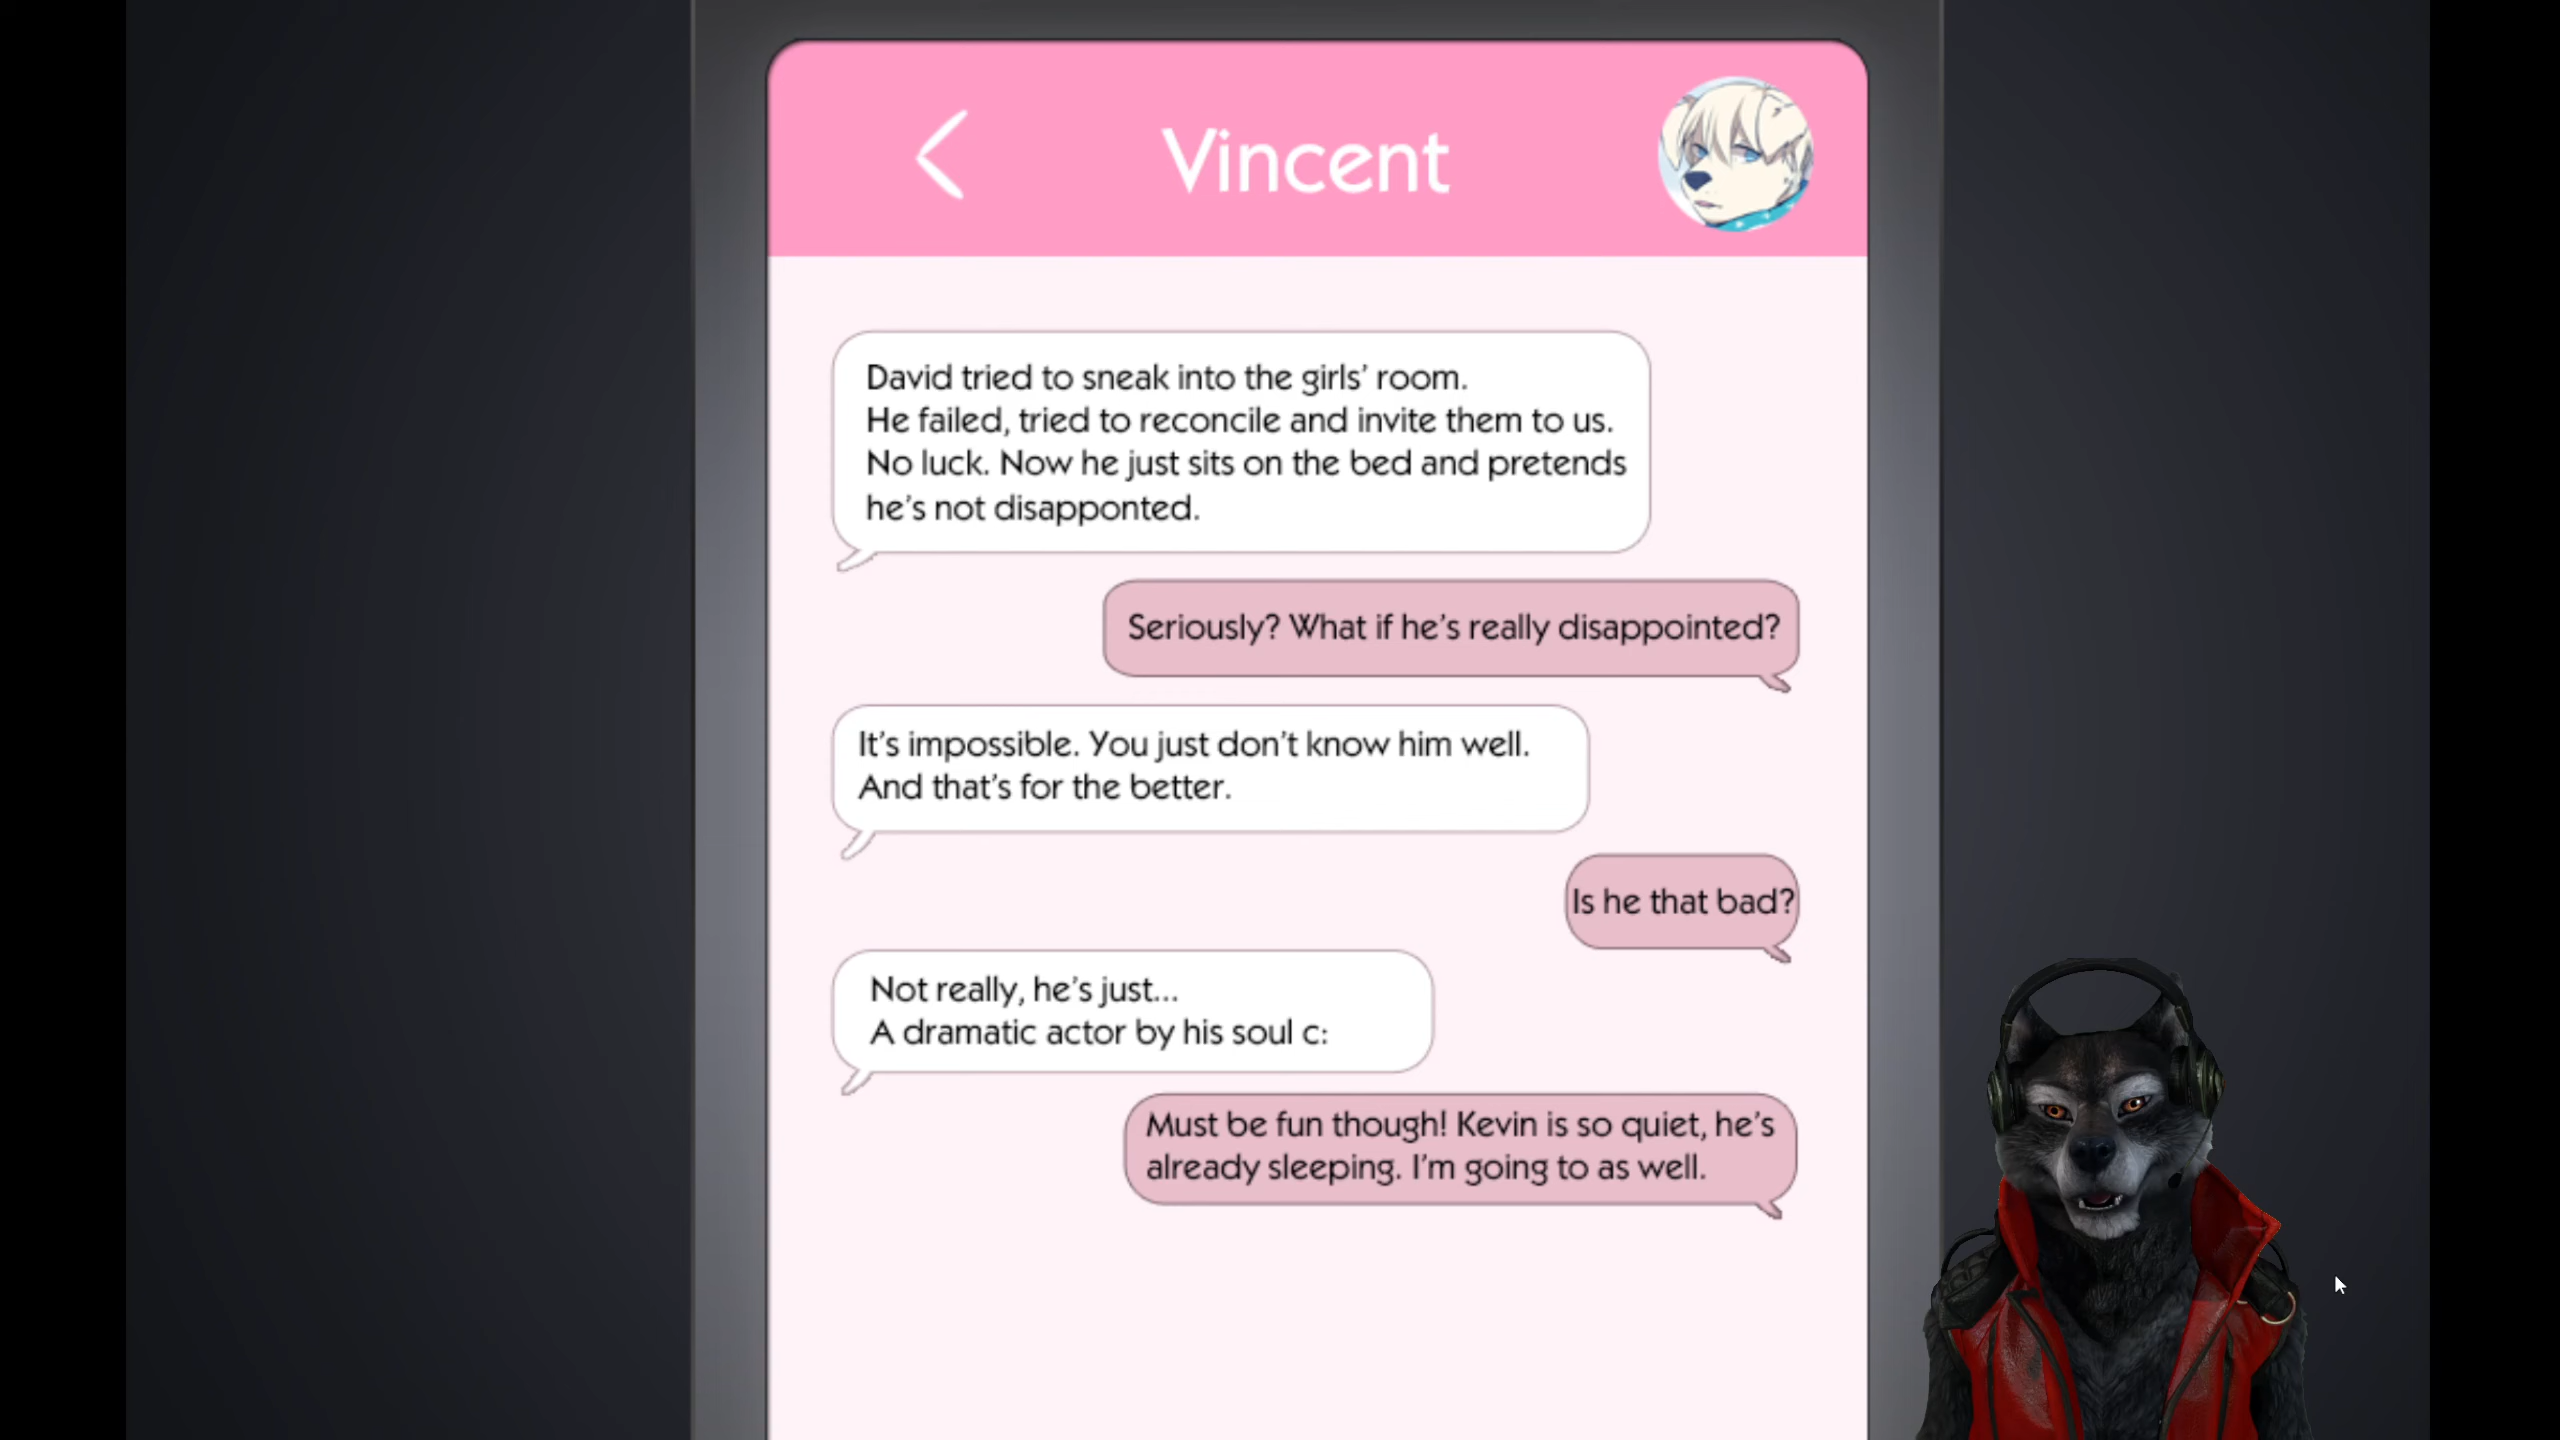 Vincent
David tried to sneak into the girls’ room.
He failed, tried to reconcile and invite them to us.
No luck. Now he just sits on the bed and pretends
he’s not disapponted.
Seriously? What if he’s really disappointed?
It’s impossible. You just don’t know him well.
And that’s for the better.
Is he that bad?
Not really, he’s just...
A dramatic actor by his soul c:
Must be fun though! Kevin is so quiet, he’s
already sleeping. I’m going to as well.